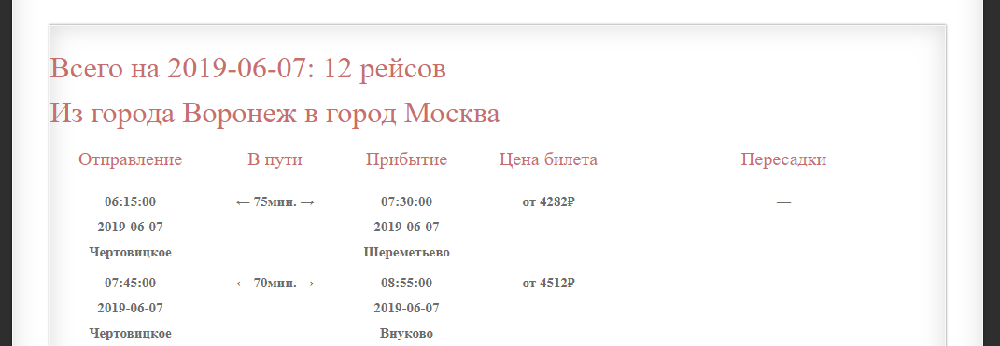 Всего на 2019-06-07: 12 рейсов
Из города Воронеж в город Москва
Отправление В пути Прибытие Цена билета Пересадки
06:15:00 ← 75мин. → 07:30:00 от 4282₽ —
2019-06-07 2019-06-07
Чертовицкое Шереметьево
07:45:00 ← 70мин. → 08:55:00 от 4512₽ —
2019-06-07 2019-06-07
Чертовицкое Внуково